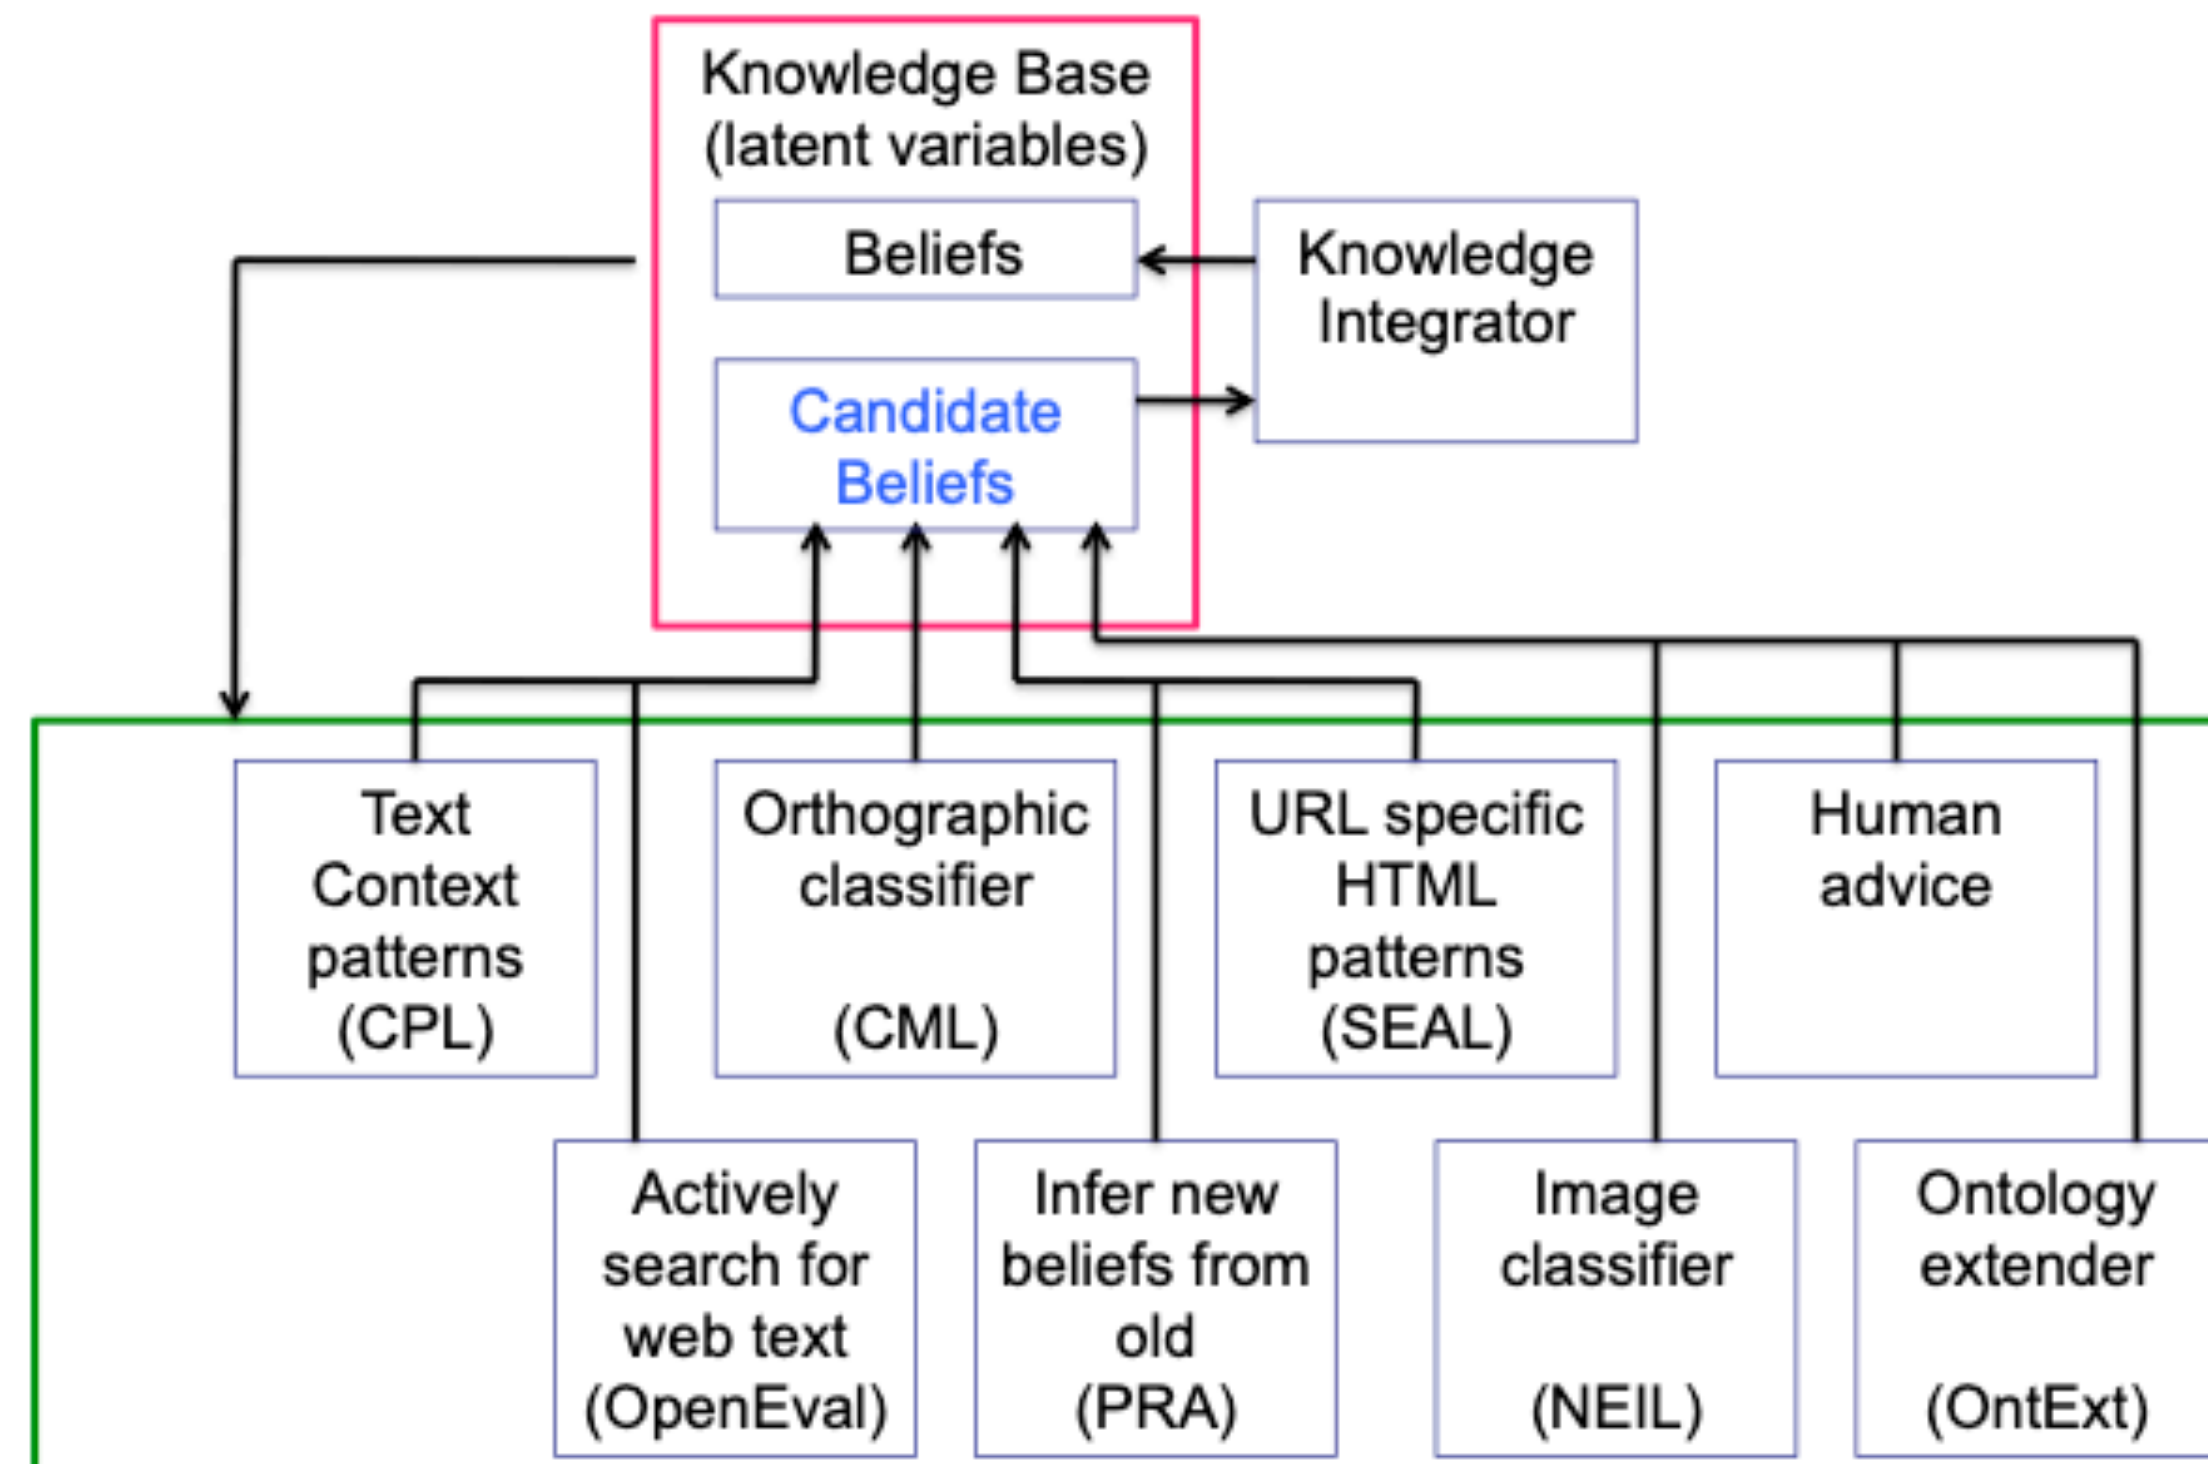 Knowledge Base
(latent variables)
Beliefs
Candidate
Beliefs
Knowledge
Integrator
Text
Context
patterns
(CPL)
Orthographic
classifier
(CML)
URL specific
HTML
patterns
(SEAL)
Human
advice
Actively
search for
web text
(OpenEval)
Infer new
beliefs from
old
(PRA)
Image
classifier
(NEIL)
Ontology
extender
(OntExt)